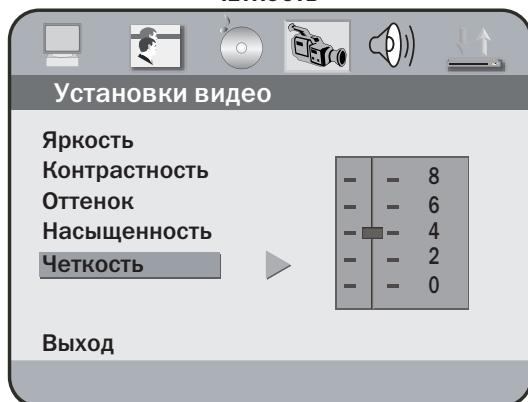 Установки видео
Яркость
Контрастность
Оттенок
Насыщенность
Четкость
Выход
8
6
4
2
0